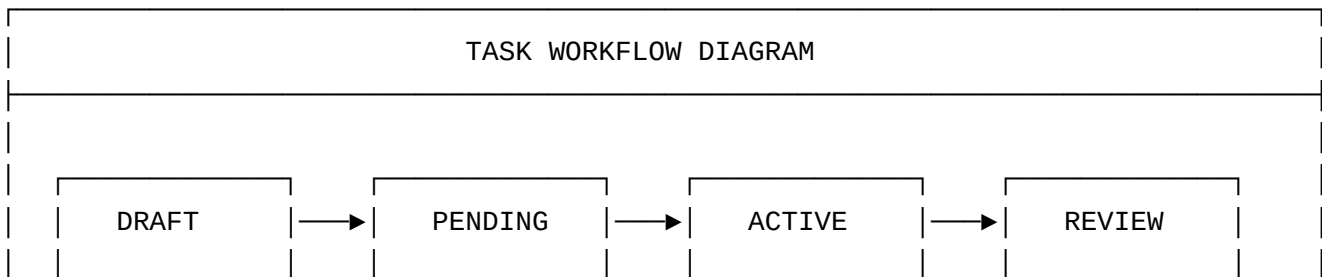 TASK WORKFLOW DIAGRAM
DRAFT PENDING ACTIVE REVIEW